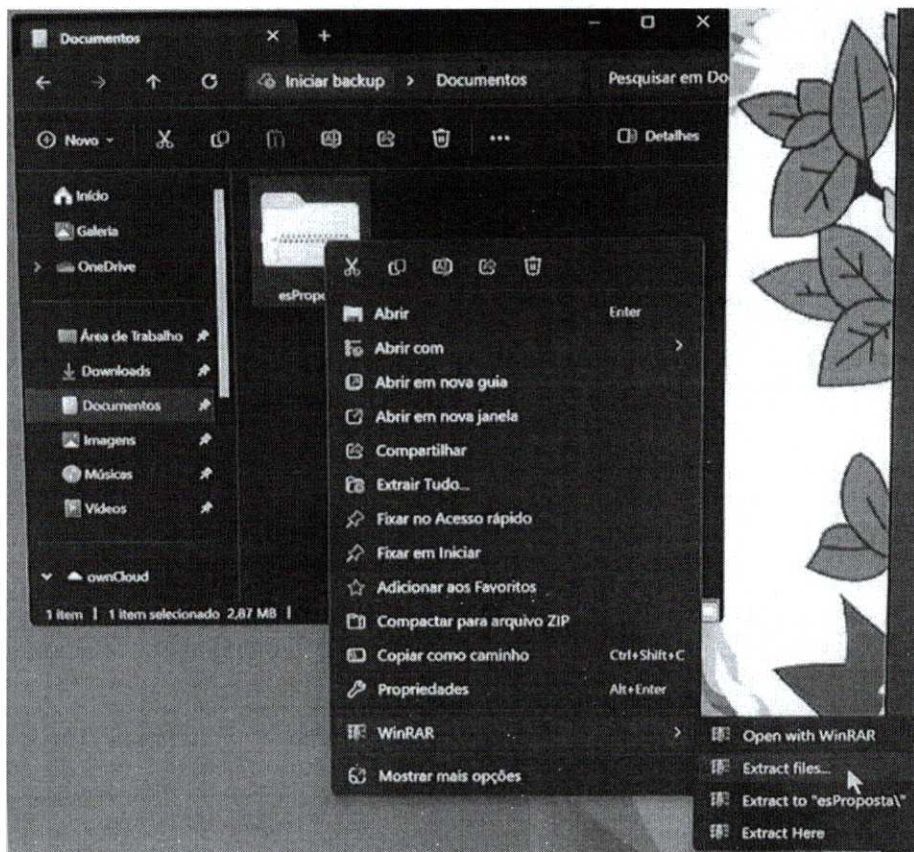 Documentos
Iniciar backup > Documentos
Pesquisar em Do
Novo
Detalhes
Início
Galeria
OneDrive
Área de Trabalho
Downloads
Documentos
Imagens
Músicas
Vídeos
ownCloud
1 item | 1 item selecionado 2,87 MB |
esPropo
Abrir Enter
Abrir com
Abrir em nova guia
Abrir em nova janela
Compartilhar
Extrair Tudo...
Fixar no Acesso rápido
Fixar em Iniciar
Adicionar aos Favoritos
Compactar para arquivo ZIP
Copiar como caminho Ctrl+Shift+C
Propriedades Alt+Enter
WinRAR
Mostrar mais opções
Open with WinRAR
Extract files...
Extract to "esProposta\"
Extract Here